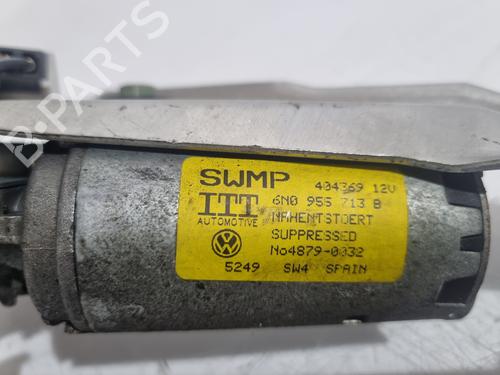 SWMP 404369 12V
ITT 6N0 955 713 B
AUTOMOTIVE NAHENTSTOERT
SUPPRESSED
No4879-0032
5249 SW4 SPAIN
B-PARTS